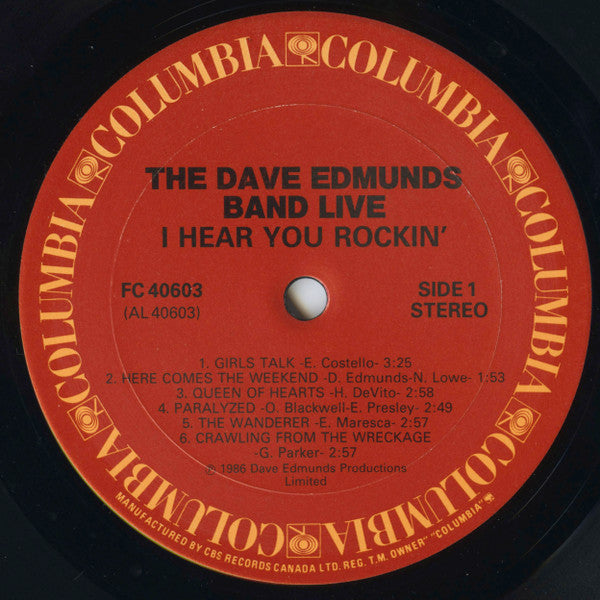 COLUMBIA COLUMBIA COLUMBIA COLUMBIA COLUMBIA COLUMBIA COLUMBIA
THE DAVE EDMUNDS
BAND LIVE
I HEAR YOU ROCKIN'
FC 40603 SIDE 1
(AL 40603) STEREO
1. GIRLS TALK -E. Costello- 3:25
2. HERE COMES THE WEEKEND -D. Edmunds-N. Lowe- 1:53
3. QUEEN OF HEARTS -H. DeVito- 2:58
4. PARALYZED -O. Blackwell-E. Presley- 2:49
5. THE WANDERER -E. Maresca- 2:57
6. CRAWLING FROM THE WRECKAGE
-G. Parker- 2:57
℗ 1986 Dave Edmunds Productions
Limited
MANUFACTURED BY CBS RECORDS CANADA LTD. REG. T.M. OWNER "COLUMBIA"